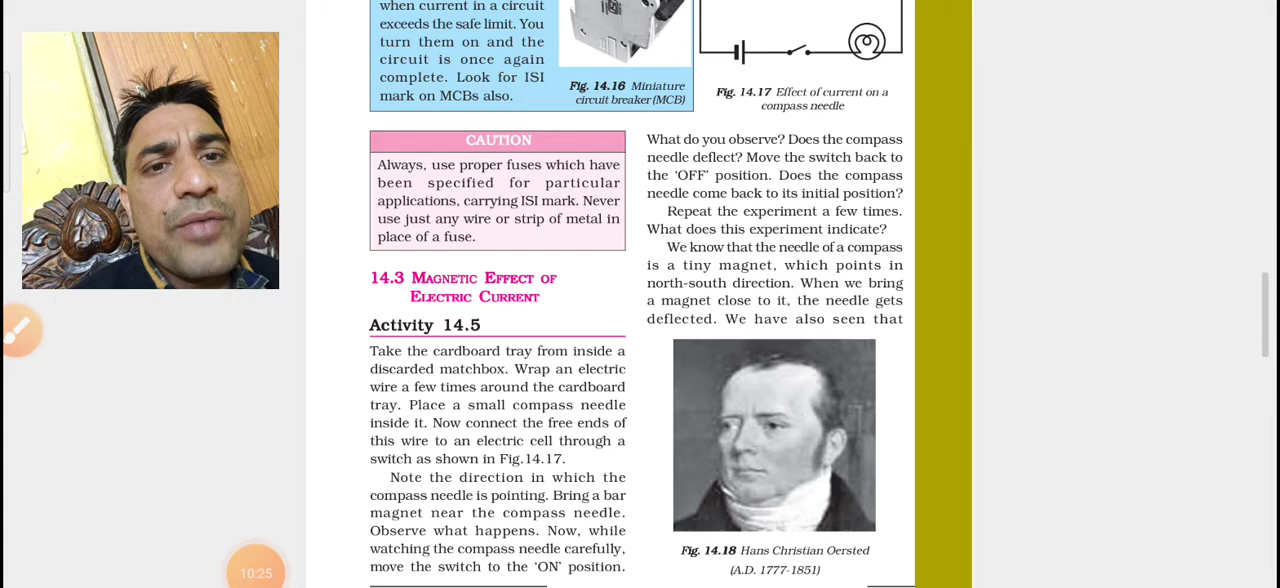 when current in a circuit
exceeds the safe limit. You
turn them on and the
circuit is once again
complete. Look for ISI
mark on MCBs also.
Fig. 14.16 Miniature
circuit breaker (MCB)
Fig. 14.17 Effect of current on a
compass needle
CAUTION
Always, use proper fuses which have
been specified for particular
applications, carrying ISI mark. Never
use just any wire or strip of metal in
place of a fuse.
14.3 MAGNETIC EFFECT OF
ELECTRIC CURRENT
Activity 14.5
Take the cardboard tray from inside a
discarded matchbox. Wrap an electric
wire a few times around the cardboard
tray. Place a small compass needle
inside it. Now connect the free ends of
this wire to an electric cell through a
switch as shown in Fig.14.17.
Note the direction in which the
compass needle is pointing. Bring a bar
magnet near the compass needle.
Observe what happens. Now, while
watching the compass needle carefully,
move the switch to the ‘ON’ position.
What do you observe? Does the compass
needle deflect? Move the switch back to
the ‘OFF’ position. Does the compass
needle come back to its initial position?
Repeat the experiment a few times.
What does this experiment indicate?
We know that the needle of a compass
is a tiny magnet, which points in
north-south direction. When we bring
a magnet close to it, the needle gets
deflected. We have also seen that
Fig. 14.18 Hans Christian Oersted
(A.D. 1777-1851)
10:25